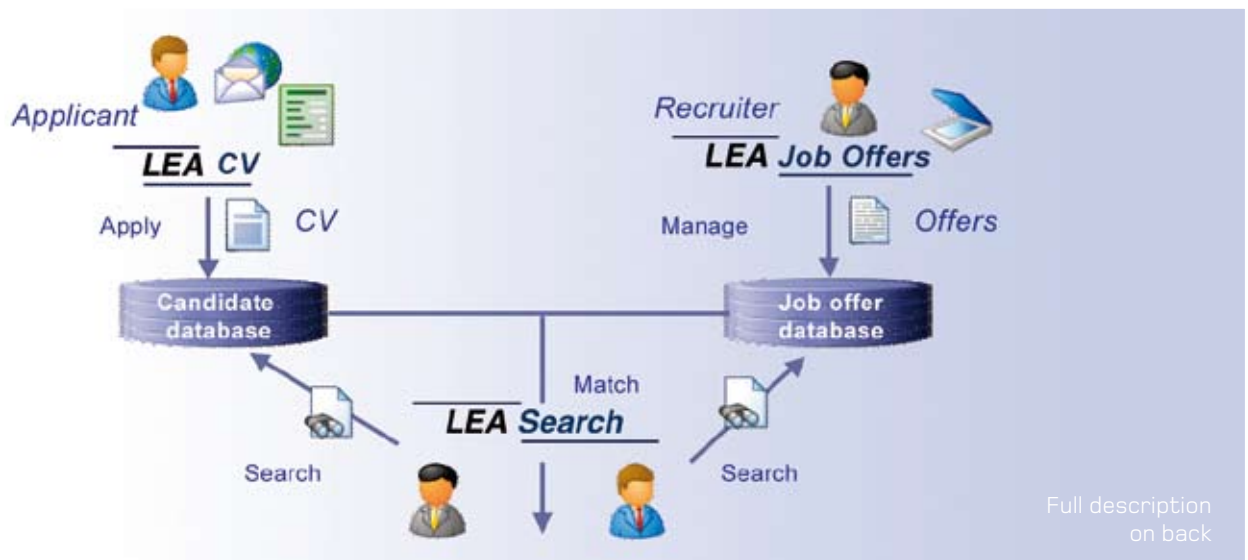 Applicant
LEA CV
Apply
CV
Candidate
database
Recruiter
LEA Job Offers
Manage
Offers
Job offer
database
Match
LEA Search
Search
Search
Full description
on back